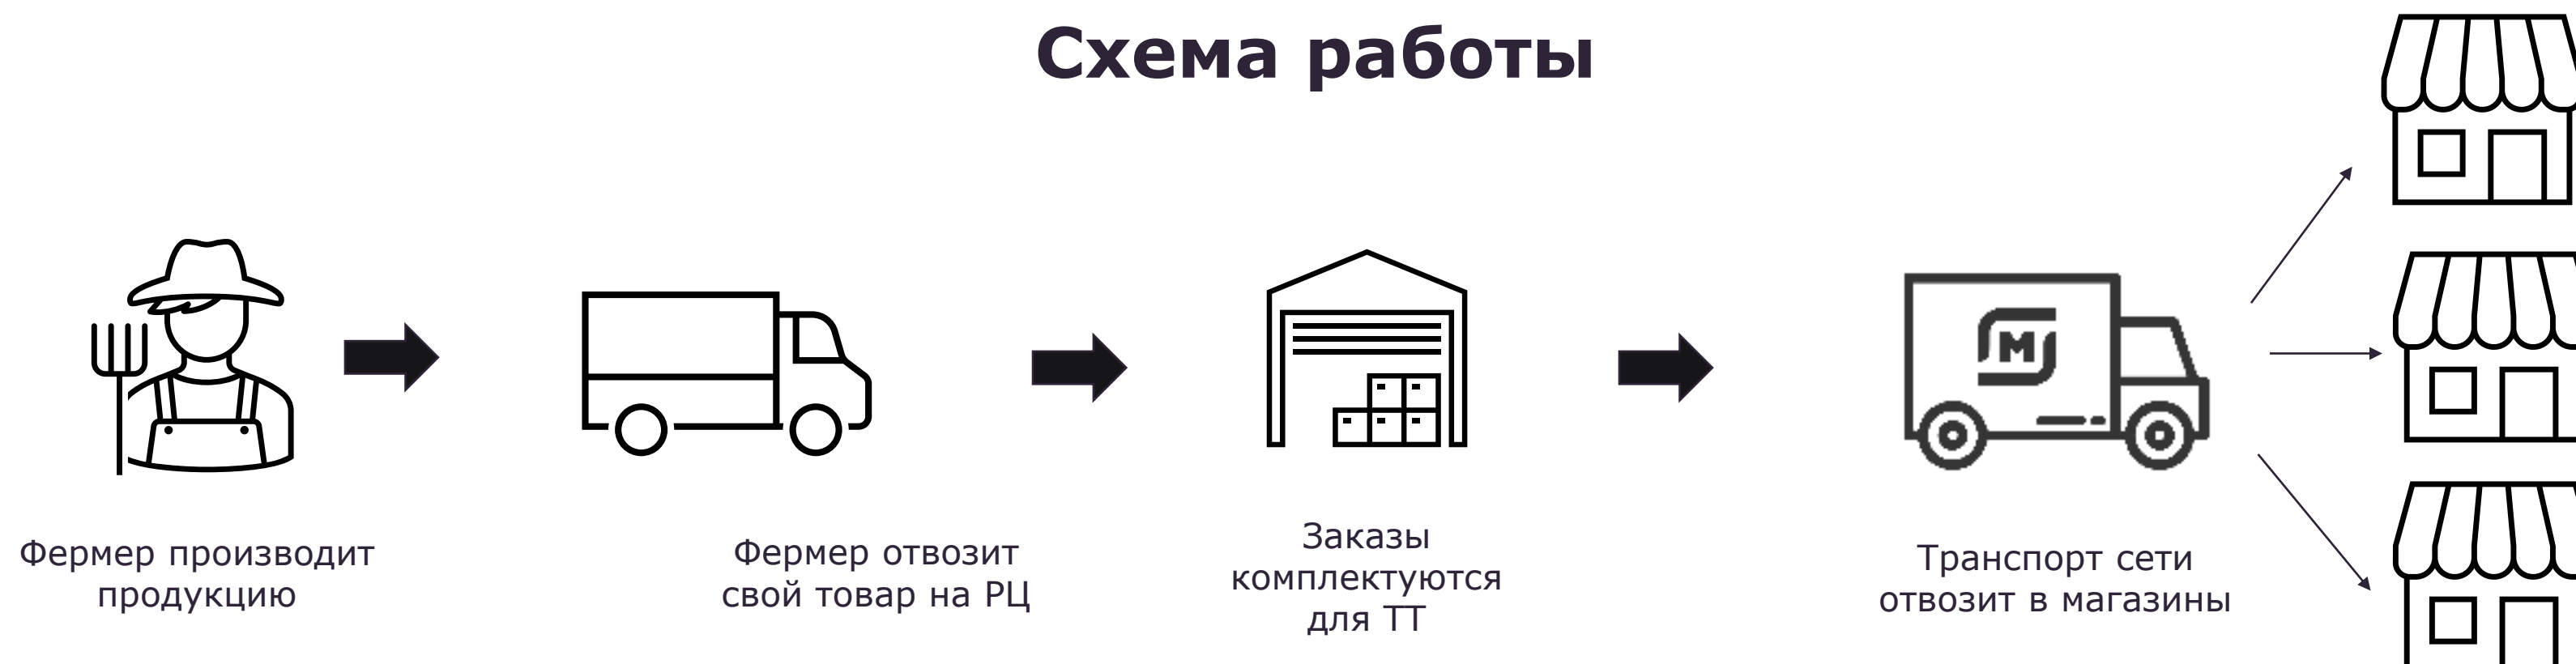 Схема работы
Фермер производит
продукцию
Фермер отвозит
свой товар на РЦ
Заказы
комплектуются
для ТТ
М
Транспорт сети
отвозит в магазины